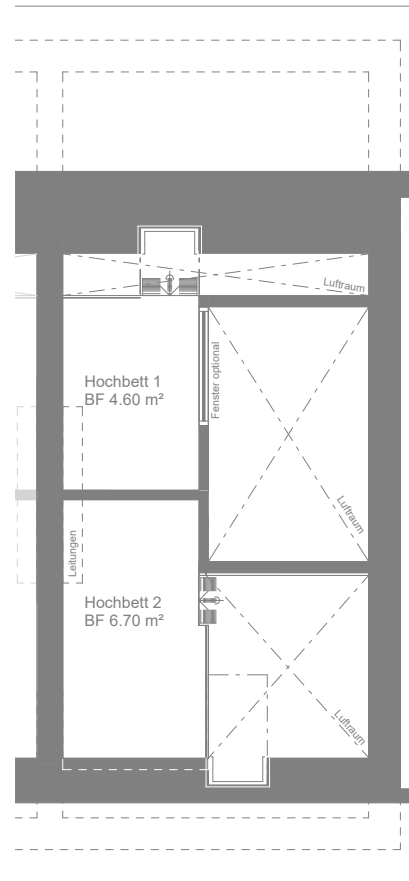 Luftraum
Hochbett 1
BF 4.60 m²
Fenster optional
Luftraum
Leitungen
Hochbett 2
BF 6.70 m²
Luftraum